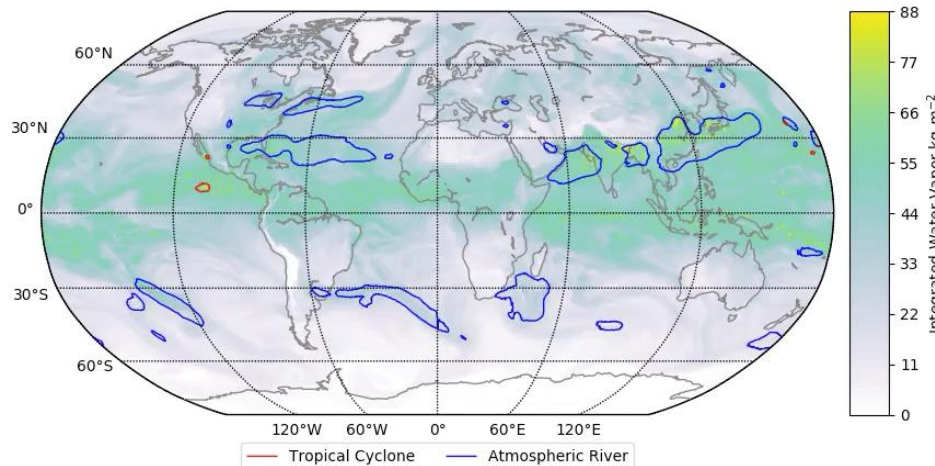 60°N
30°N
0°
30°S
60°S
120°W 60°W 0° 60°E 120°E
Tropical Cyclone Atmospheric River
88
77
66
55
44
33
22
11
0
Integrated Water Vapor kg m⁻²